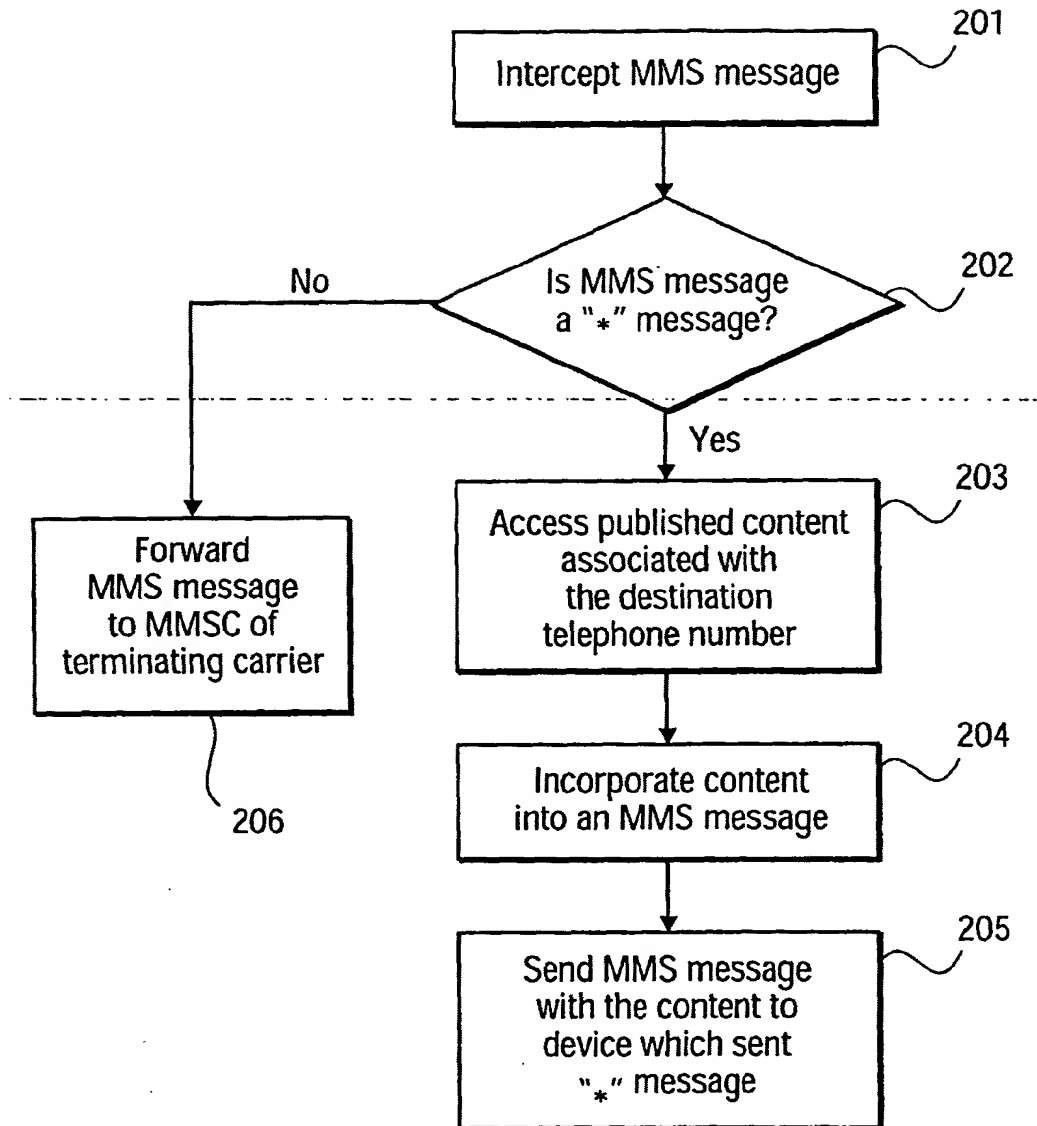 201
Intercept MMS message
202
Is MMS message
a "*" message?
No
Yes
203
Access published content
associated with
the destination
telephone number
Forward
MMS message
to MMSC of
terminating carrier
206
204
Incorporate content
into an MMS message
205
Send MMS message
with the content to
device which sent
"*" message